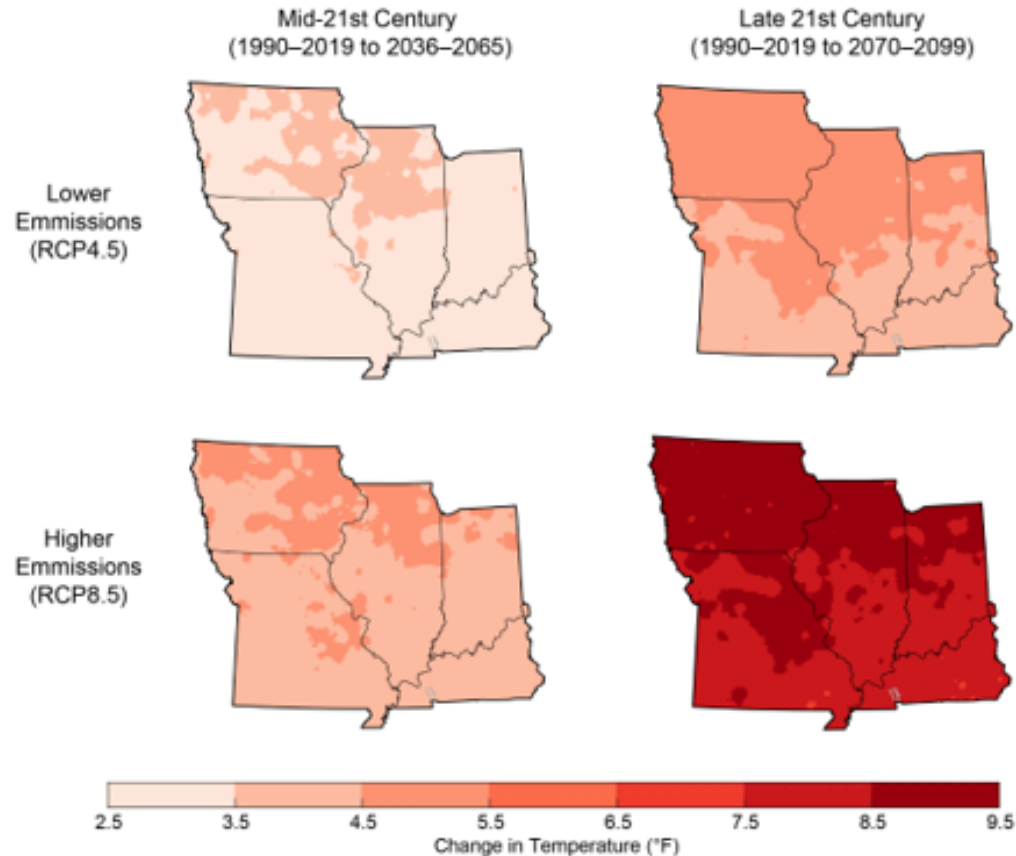 Mid-21st Century
(1990–2019 to 2036–2065)
Late 21st Century
(1990–2019 to 2070–2099)
Lower
Emmissions
(RCP4.5)
Higher
Emmissions
(RCP8.5)
2.5 3.5 4.5 5.5 6.5 7.5 8.5 9.5
Change in Temperature (°F)